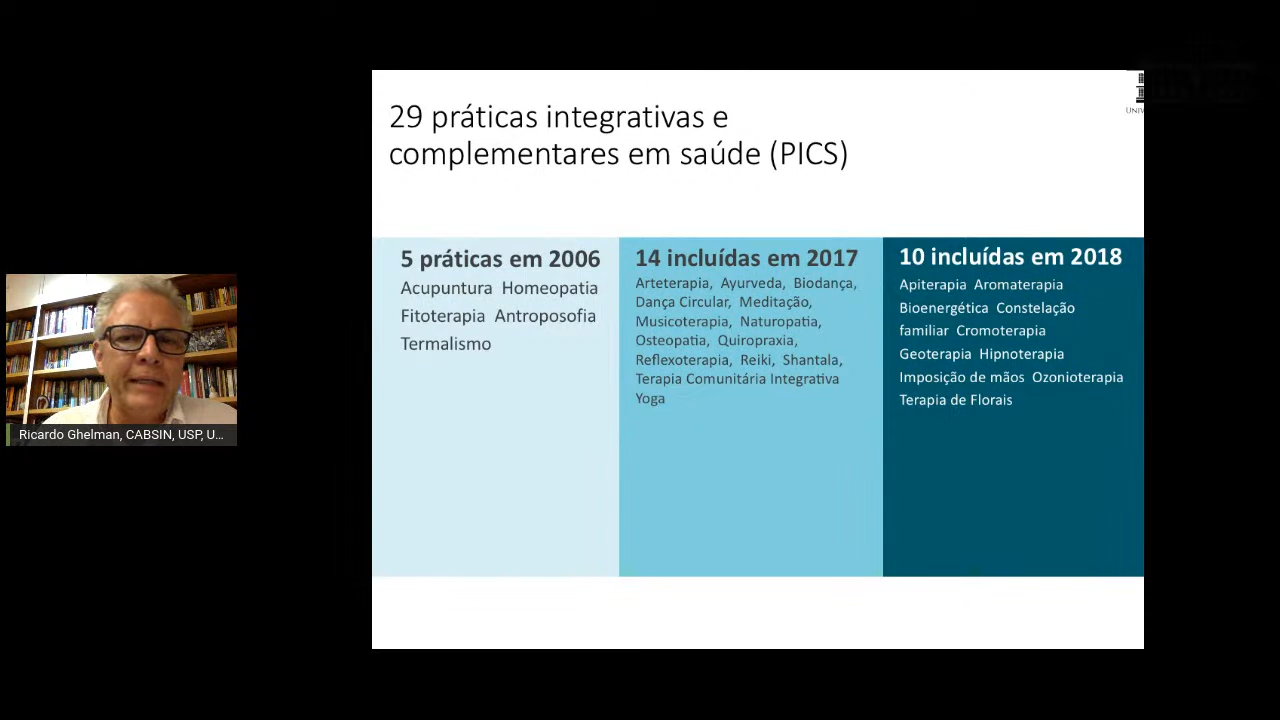 29 práticas integrativas e
complementares em saúde (PICS)
5 práticas em 2006
Acupuntura Homeopatia
Fitoterapia Antroposofia
Termalismo
14 incluídas em 2017
Arteterapia, Ayurveda, Biodança,
Dança Circular, Meditação,
Musicoterapia, Naturopatia,
Osteopatia, Quiropraxia,
Reflexoterapia, Reiki, Shantala,
Terapia Comunitária Integrativa
Yoga
10 incluídas em 2018
Apiterapia Aromaterapia
Bioenergética Constelação
familiar Cromoterapia
Geoterapia Hipnoterapia
Imposição de mãos Ozonioterapia
Terapia de Florais
Ricardo Ghelman, CABSIN, USP, U...